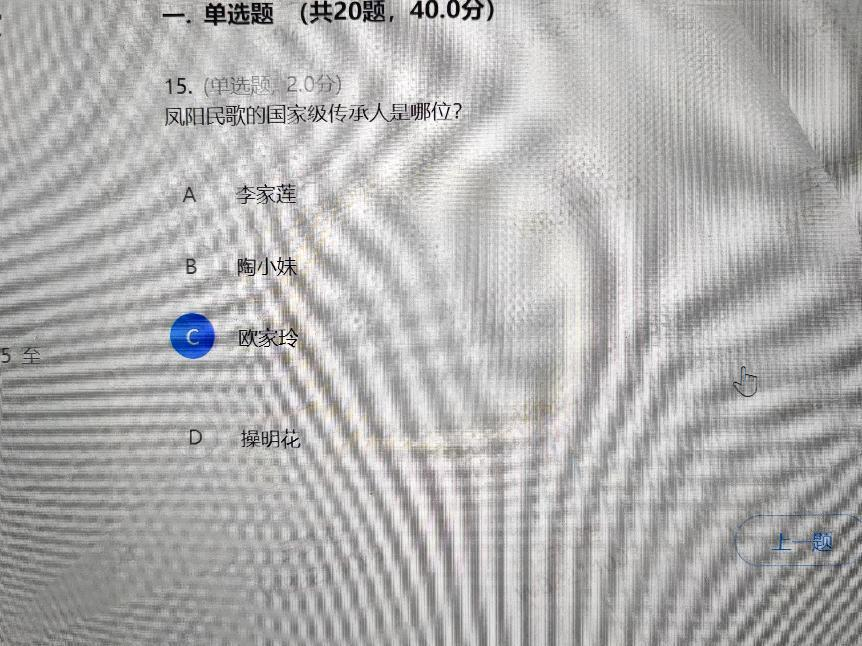 一. 单选题 （共20题，40.0分）
15. (单选题, 2.0分)
凤阳民歌的国家级传承人是哪位?
A 李家莲
B 陶小妹
C 欧家玲
5 至
D 操明花
上一题